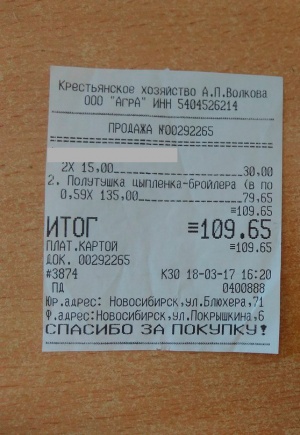 Крестьянское хозяйство А.П.Волкова
ООО "АгрА" ИНН 5404526214
ПРОДАЖА №00292265
2X 15,00 30,00
2. Полутушка цыпленка-бройлера (в по
0,59X 135,00 79,65
≡109.65
ИТОГ ≡109.65
ПЛАТ.КАРТОЙ ≡109.65
ДОК. 00292265
#3874 К30 18-03-17 16:20
ПД 0400888
Юр.адрес: Новосибирск,ул.Блюхера,71
Ф.адрес:Новосибирск,ул.Покрышкина,6
СПАСИБО ЗА ПОКУПКУ!